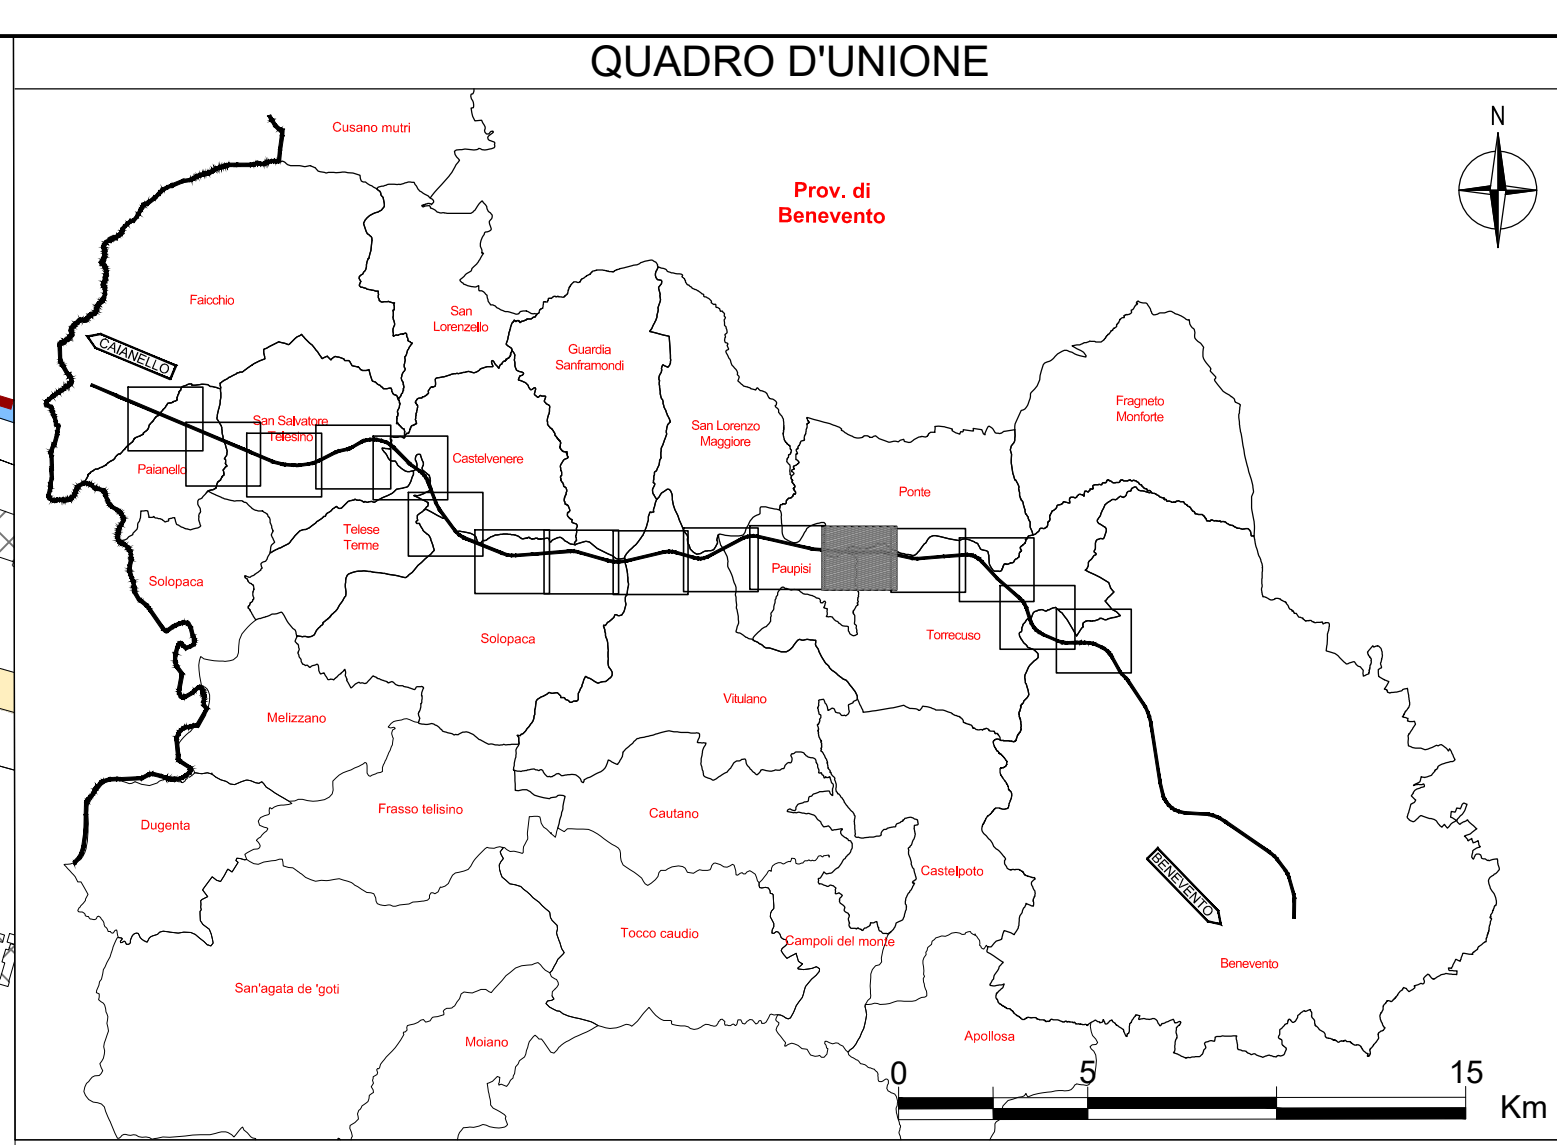 QUADRO D'UNIONE
Cusano mutri
N
Prov. di
Benevento
Faicchio
San
Lorenzello
CAIANELLO
Guardia
Sanframondi
San Salvatore
Telesino
Fragneto
Monforte
San Lorenzo
Maggiore
Castelvenere
Paianello
Ponte
Telese
Terme
Paupisi
Solopaca
Solopaca
Torrecuso
Vitulano
Melizzano
Frasso telisino
Cautano
Dugenta
BENEVENTO
Castelpoto
Tocco caudio
Campoli del monte
Benevento
San'agata de 'goti
Moiano
Apollosa
0 5 15
Km